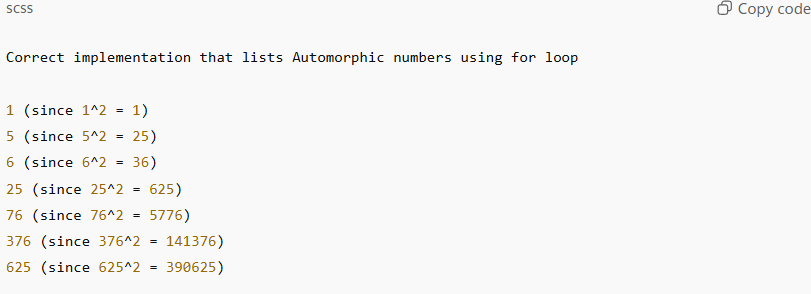 scss
Copy code
Correct implementation that lists Automorphic numbers using for loop
1 (since 1^2 = 1)
5 (since 5^2 = 25)
6 (since 6^2 = 36)
25 (since 25^2 = 625)
76 (since 76^2 = 5776)
376 (since 376^2 = 141376)
625 (since 625^2 = 390625)